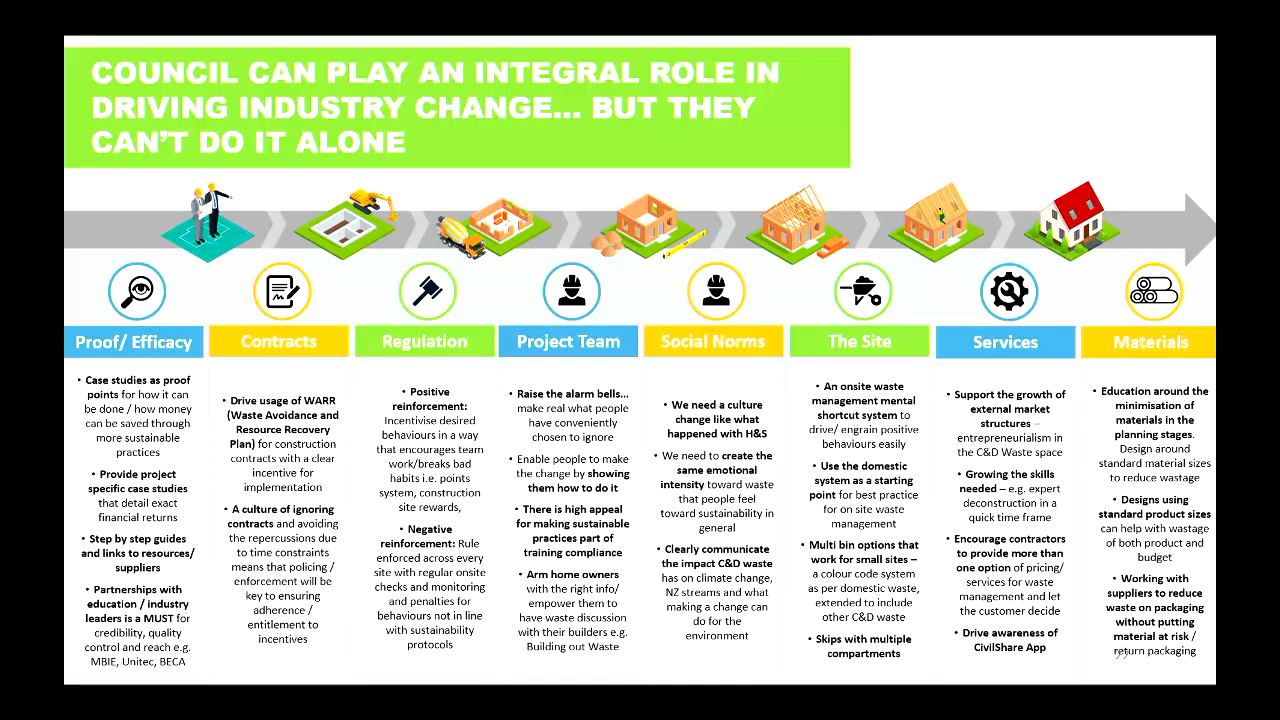 COUNCIL CAN PLAY AN INTEGRAL ROLE IN
DRIVING INDUSTRY CHANGE... BUT THEY
CAN'T DO IT ALONE
Proof/ Efficacy
• Case studies as proof
points for how it can
be done / how money
can be saved through
more sustainable
practices
• Provide project
specific case studies
that detail exact
financial returns
• Step by step guides
and links to resources/
suppliers
• Partnerships with
education / industry
leaders is a MUST for
credibility, quality
control and reach e.g.
MBIE, Unitec, BECA
Contracts
• Drive usage of WARR
(Waste Avoidance and
Resource Recovery
Plan) for construction
contracts with a clear
incentive for
implementation
• A culture of ignoring
contracts and avoiding
the repercussions due
to time constraints
means that policing /
enforcement will be
key to ensuring
adherence /
entitlement to
incentives
Regulation
• Positive
reinforcement:
Incentivise desired
behaviours in a way
that encourages team
work/breaks bad
habits i.e. points
system, construction
site rewards,
• Negative
reinforcement: Rule
enforced across every
site with regular onsite
checks and monitoring
and penalties for
behaviours not in line
with sustainability
protocols
Project Team
• Raise the alarm bells...
make real what people
have conveniently
chosen to ignore
• Enable people to make
the change by showing
them how to do it
• There is high appeal
for making sustainable
practices part of
training compliance
• Arm home owners
with the right info/
empower them to
have waste discussion
with their builders e.g.
Building out Waste
Social Norms
• We need a culture
change like what
happened with H&S
• We need to create the
same emotional
intensity toward waste
that people feel
toward sustainability in
general
• Clearly communicate
the impact C&D waste
has on climate change,
NZ streams and what
making a change can
do for the
environment
The Site
• An onsite waste
management mental
shortcut system to
drive/ engrain positive
behaviours easily
• Use the domestic
system as a starting
point for best practice
for on site waste
management
• Multi bin options that
work for small sites –
a colour code system
as per domestic waste,
extended to include
other C&D waste
• Skips with multiple
compartments
Services
• Support the growth of
external market
structures –
entrepreneurialism in
the C&D Waste space
• Growing the skills
needed – e.g. expert
deconstruction in a
quick time frame
• Encourage contractors
to provide more than
one option of pricing/
services for waste
management and let
the customer decide
• Drive awareness of
CivilShare App
Materials
• Education around the
minimisation of
materials in the
planning stages.
Design around
standard material sizes
to reduce wastage
• Designs using
standard product sizes
can help with wastage
of both product and
budget
• Working with
suppliers to reduce
waste on packaging
without putting
material at risk /
return packaging